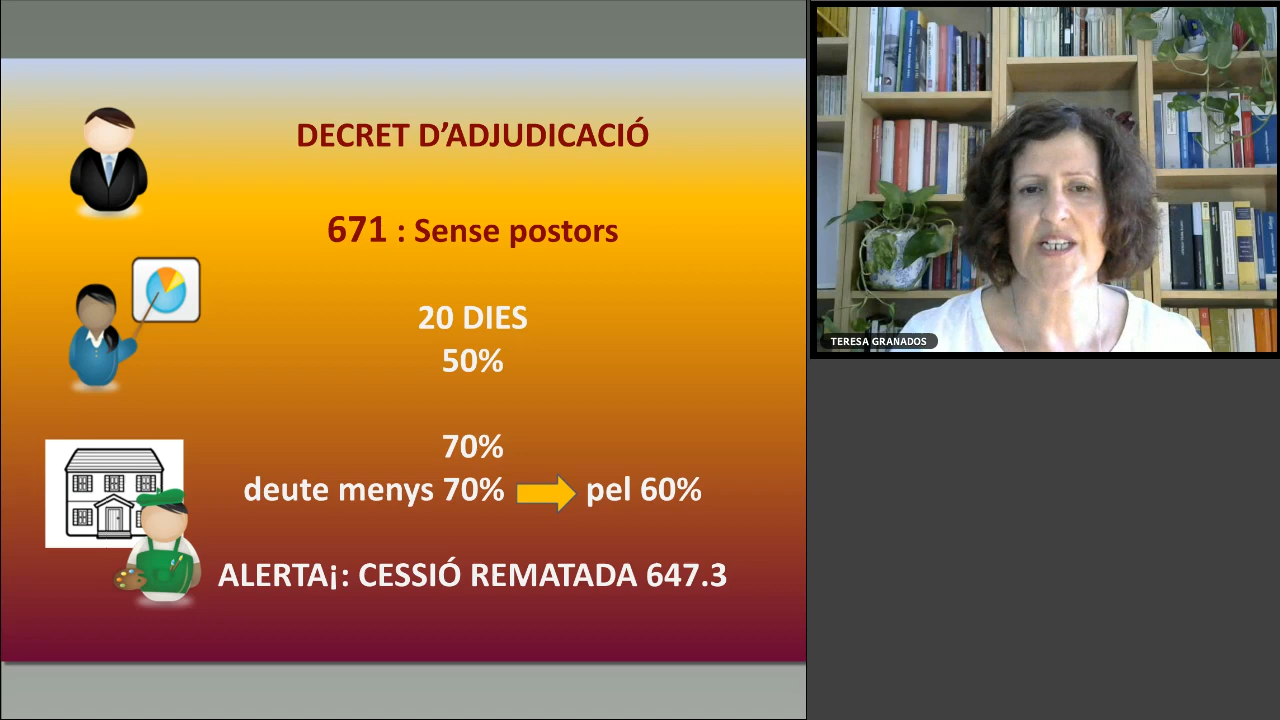 DECRET D’ADJUDICACIÓ
671 : Sense postors
20 DIES
50%
70%
deute menys 70% pel 60%
ALERTA¡: CESSIÓ REMATADA 647.3
TERESA GRANADOS